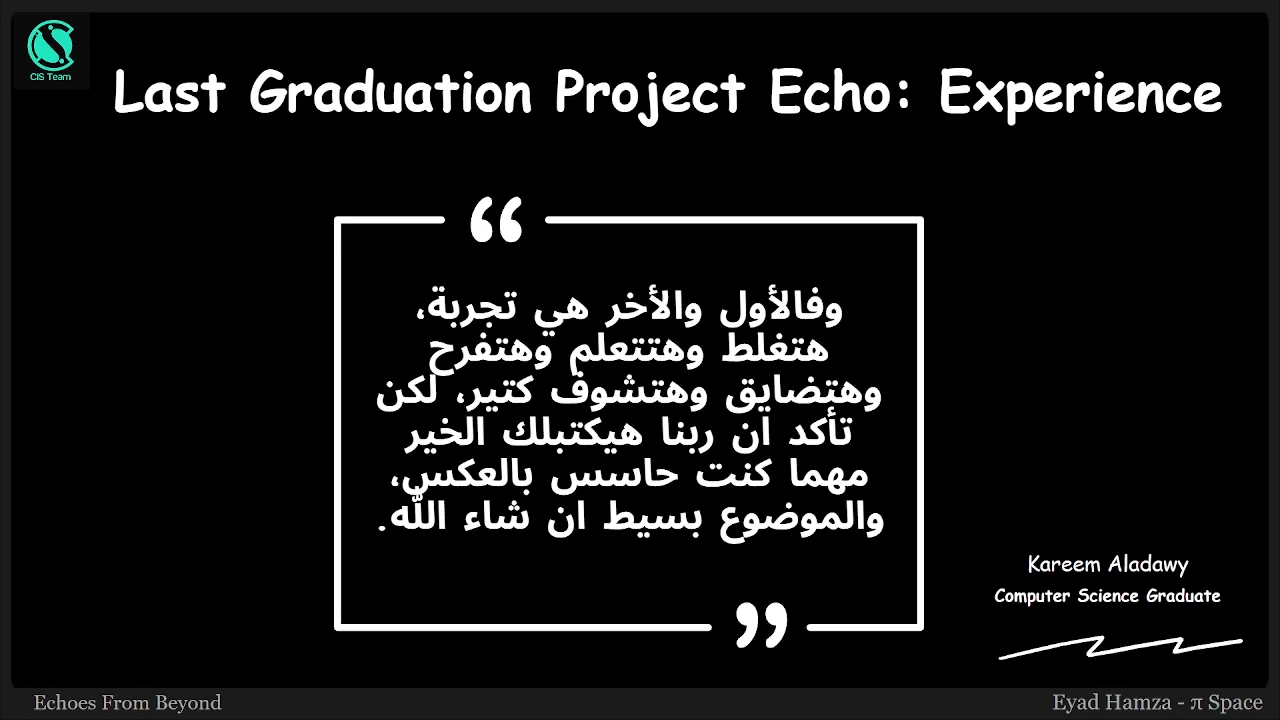 CIS Team
Last Graduation Project Echo: Experience
“
وفالأول والأخر هي تجربة،
هتغلط وهتتعلم وهتفرح
وهتضايق وهتشوف كتير، لكن
تأكد ان ربنا هيكتبلك الخير
مهما كنت حاسس بالعكس،
والموضوع بسيط ان شاء الله.
”
Kareem Aladawy
Computer Science Graduate
Echoes From Beyond
Eyad Hamza - π Space